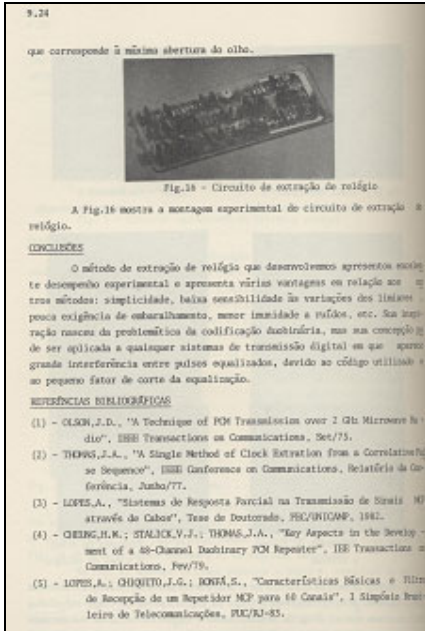 9.24
que corresponde à máxima abertura do olho.
Fig.16 - Circuito de extração de relógio
A Fig.16 mostra a montagem experimental do circuito de extração
relógio.
CONCLUSÕES
O método de extração de relógio que desenvolvemos apresentou
te desempenho experimental e apresenta várias vantagens em relação aos
tros métodos: simplicidade, baixa sensibilidade às variações dos limiares
pouca exigência de embaralhamento, menor imunidade a ruídos, etc. Sua
ração nasceu da problemática da codificação duobinária, mas sua concepção
de ser aplicada a quaisquer sistemas de transmissão digital em que
grande interferência entre pulsos equalizados, devido ao código utilizado
ao pequeno fator de corte da equalização.
REFERÊNCIAS BIBLIOGRÁFICAS
(1) - OLSON,J.D., "A Technique of PCM Transmission over 2 GHz Microwave
dio", IEEE Transactions on Communications, Set/75.
(2) - THOMAS,J.A., "A Single Method of Clock Extration from a Correlative
se Sequence", IEEE Conference on Communications, Relatório da
ferência, Junho/77.
(3) - LOPES,A., "Sistemas de Resposta Parcial na Transmissão de Sinais
através de Cabos", Tese de Doutorado, FEC/UNICAMP, 1982.
(4) - CHEUNG,H.W.; STALICK,V.J.; THOMAS,J.A., "Key Aspects in the Develop -
ment of a 48-Channel Duobinary PCM Repeater", IEE Transactions
Communications, Fev/79.
(5) - LOPES,A.; CHIQUITO,J.G.; BONFÁ,S., "Características Básicas e
de Recepção de um Repetidor MCP para 60 Canais", I Simpósio
leiro de Telecomunicações, PUC/RJ-83.